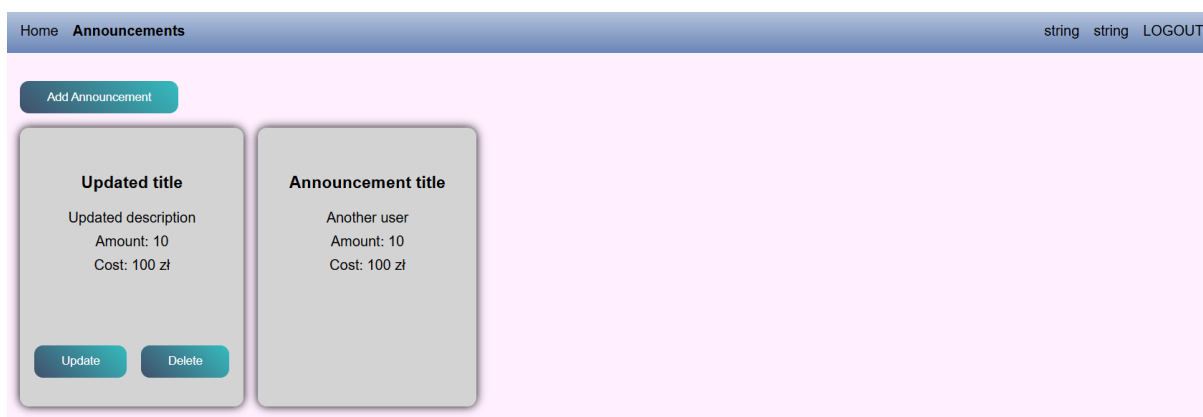 Home Announcements string string LOGOUT
Add Announcement
Updated title
Updated description
Amount: 10
Cost: 100 zł
Update Delete
Announcement title
Another user
Amount: 10
Cost: 100 zł